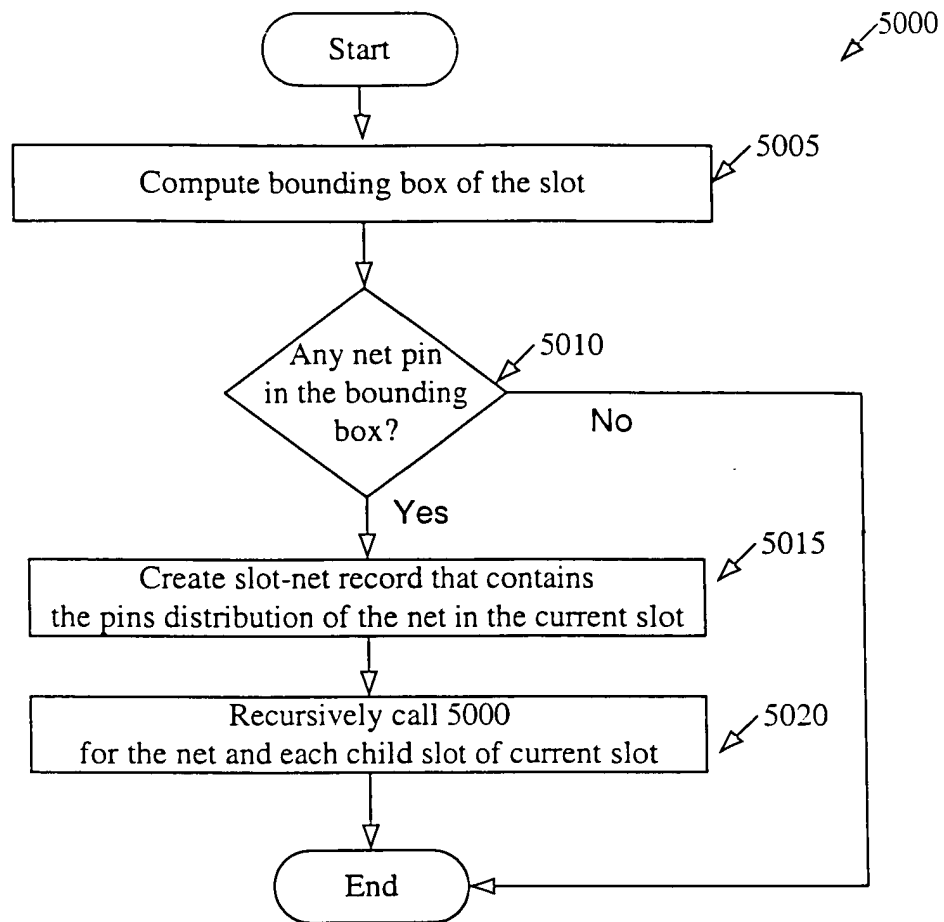 5000
Start
5005
Compute bounding box of the slot
5010
Any net pin
in the bounding
box?
No
Yes
5015
Create slot-net record that contains
the pins distribution of the net in the current slot
5020
Recursively call 5000
for the net and each child slot of current slot
End